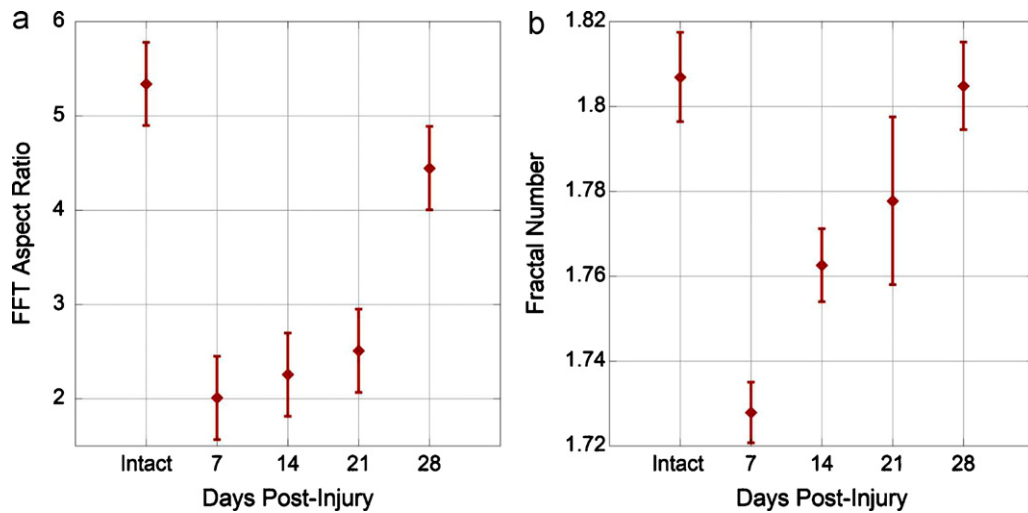 a
6
5
4
3
2
FFT Aspect Ratio
Intact 7 14 21 28
Days Post-Injury
b
1.82
1.8
1.78
1.76
1.74
1.72
Fractal Number
Intact 7 14 21 28
Days Post-Injury